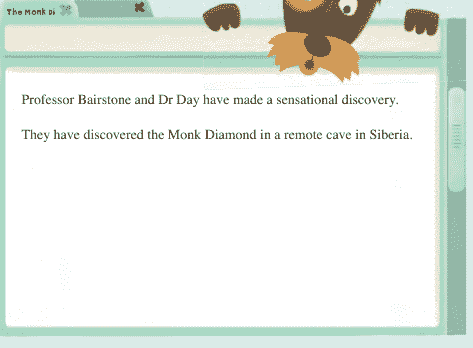 The Monk Di
Professor Bairstone and Dr Day have made a sensational discovery.
They have discovered the Monk Diamond in a remote cave in Siberia.